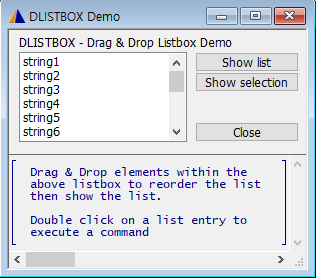 DLISTBOX Demo
DLISTBOX - Drag & Drop Listbox Demo
string1
string2
string3
string4
string5
string6
Show list
Show selection
Close
Drag & Drop elements within the
above listbox to reorder the list
then show the list.
Double click on a list entry to
execute a command